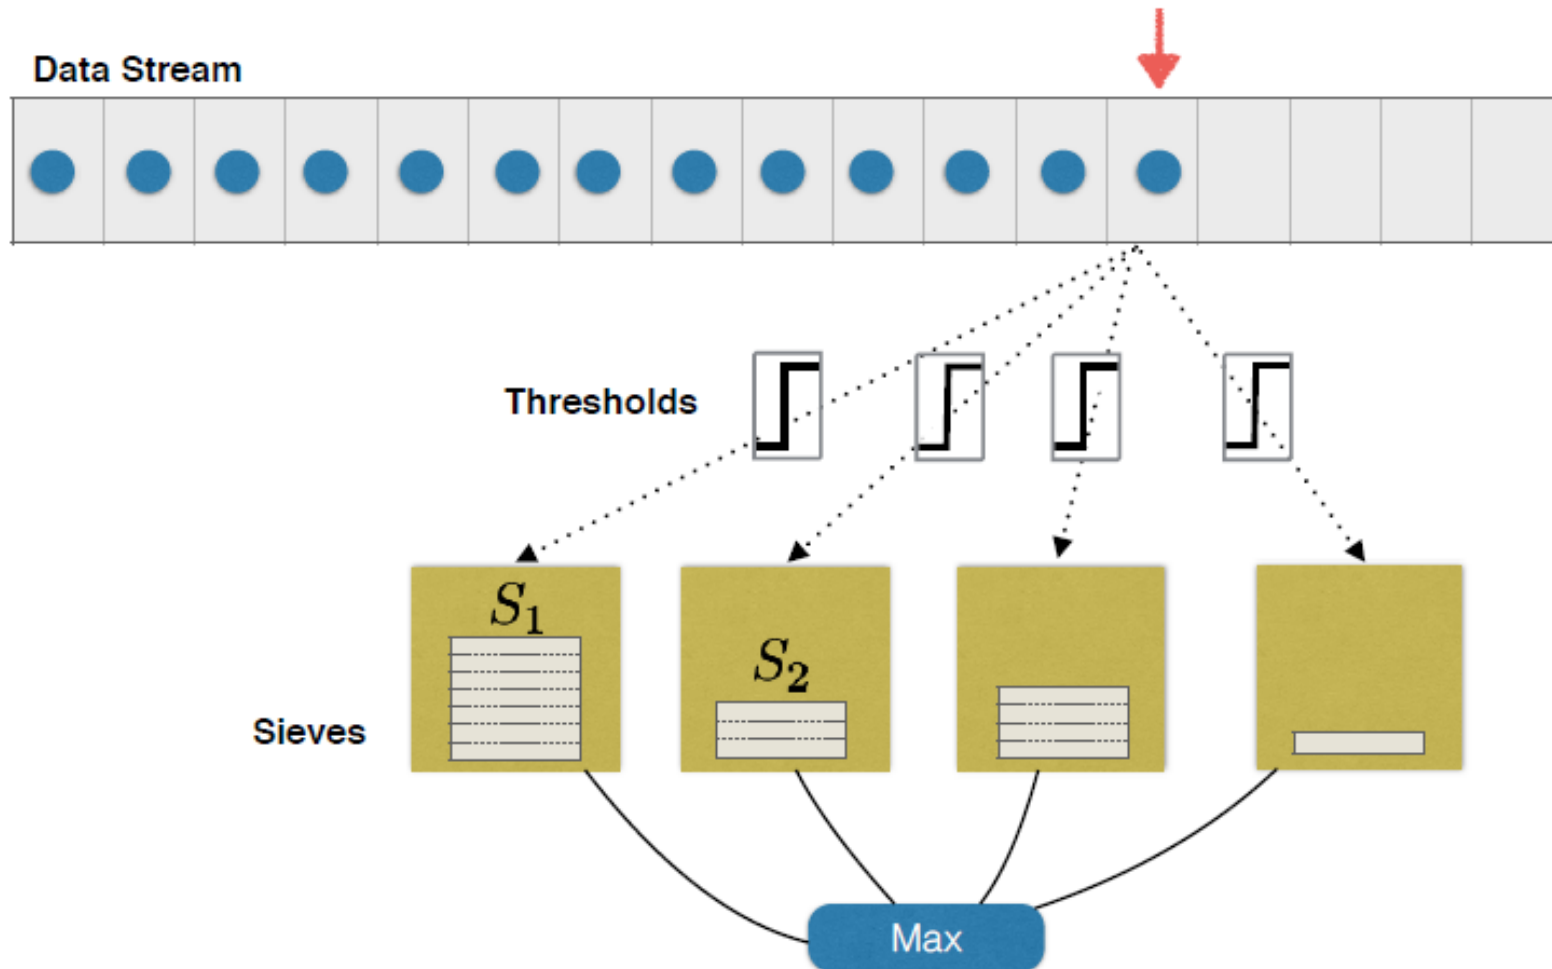 Data Stream
Thresholds
S₁
S₂
Sieves
Max